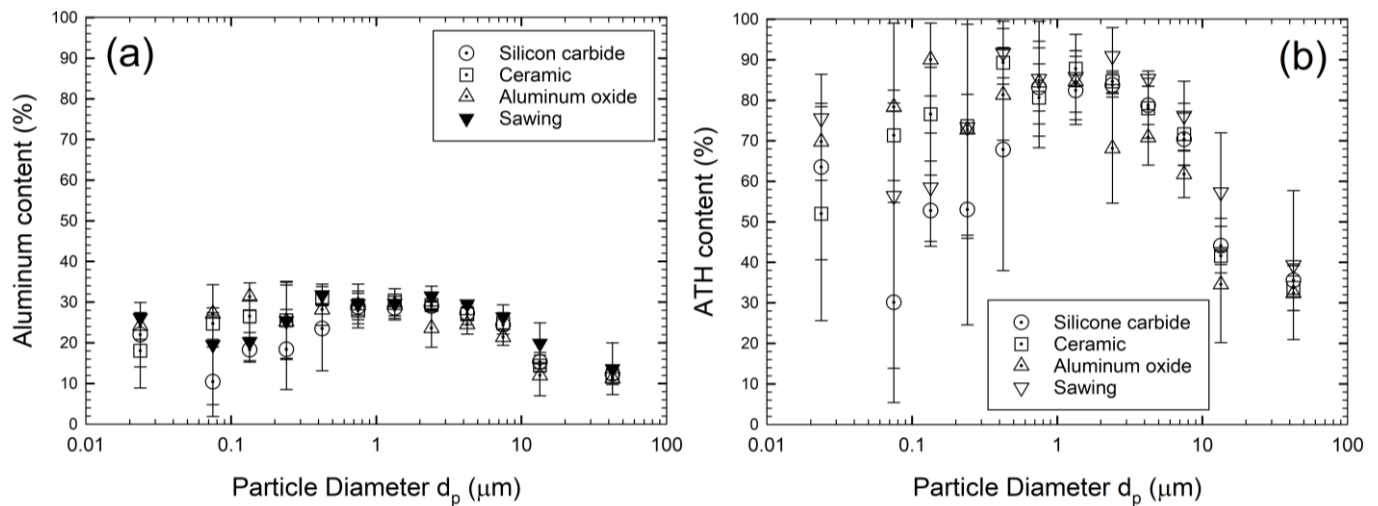 (a)
Silicon carbide
Ceramic
Aluminum oxide
Sawing
100
90
80
70
60
50
40
30
20
10
0
Aluminum content (%)
0.01 0.1 1 10 100
Particle Diameter dp (μm)
(b)
Silicone carbide
Ceramic
Aluminum oxide
Sawing
100
90
80
70
60
50
40
30
20
10
0
ATH content (%)
0.01 0.1 1 10 100
Particle Diameter dp (μm)